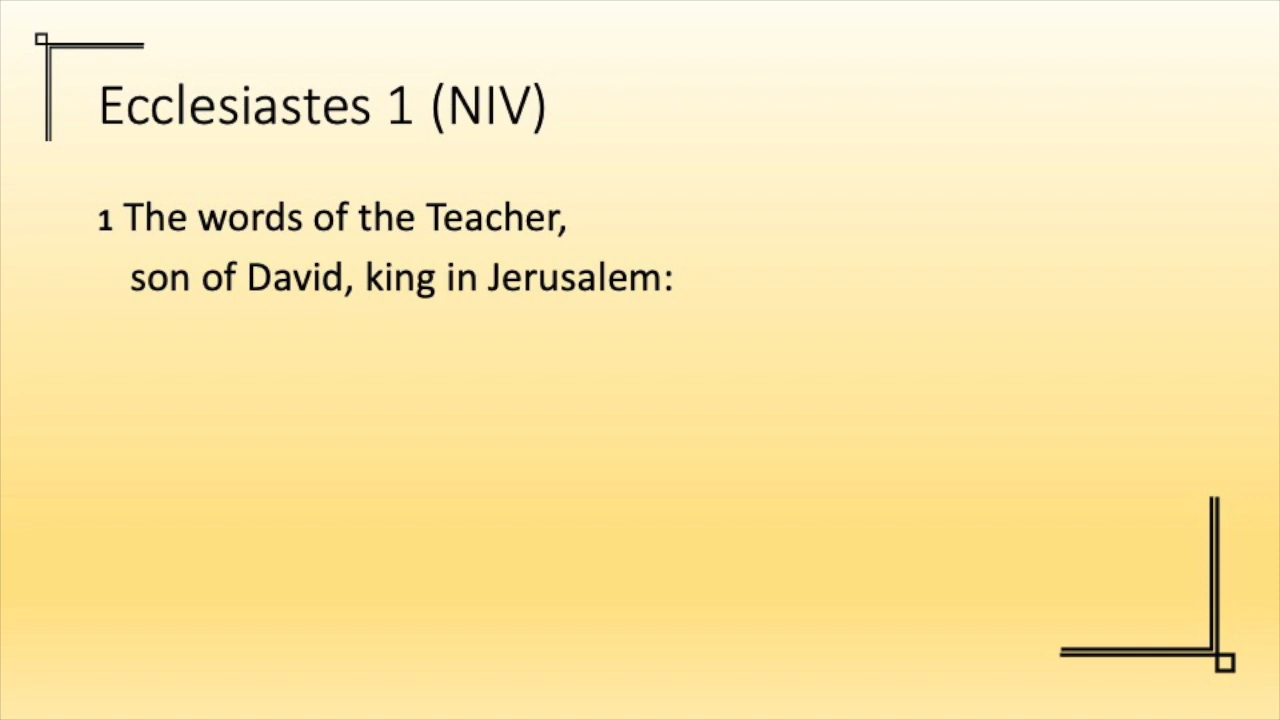 Ecclesiastes 1 (NIV)
1 The words of the Teacher,
son of David, king in Jerusalem: